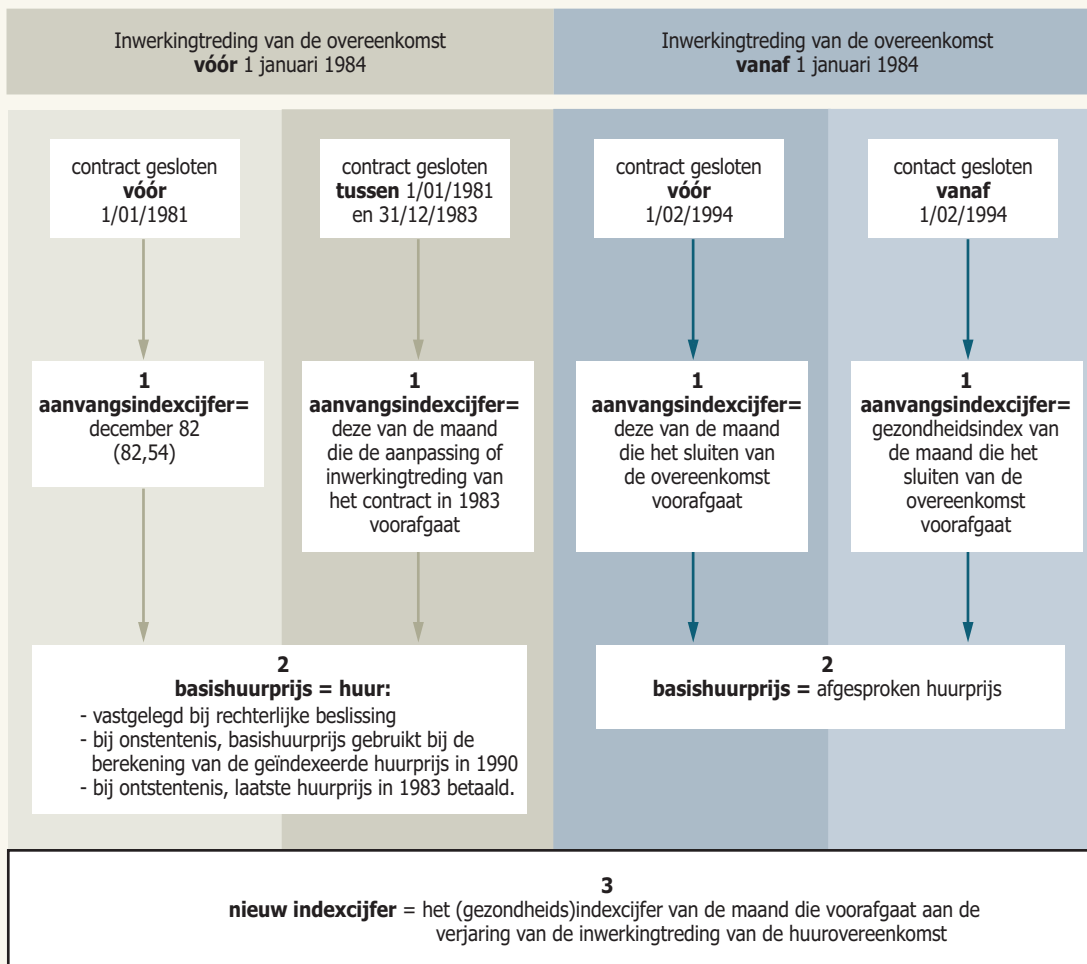 Inwerkingtreding van de overeenkomst
vóór 1 januari 1984
Inwerkingtreding van de overeenkomst
vanaf 1 januari 1984
contract gesloten
vóór
1/01/1981
contract gesloten
tussen 1/01/1981
en 31/12/1983
contract gesloten
vóór
1/02/1994
contact gesloten
vanaf
1/02/1994
1
aanvangsindexcijfer=
december 82
(82,54)
1
aanvangsindexcijfer=
deze van de maand
die de aanpassing of
inwerkingtreding van
het contract in 1983
voorafgaat
1
aanvangsindexcijfer=
deze van de maand
die het sluiten van
de overeenkomst
voorafgaat
1
aanvangsindexcijfer=
gezondheidsindex van
de maand die het
sluiten van de
overeenkomst
voorafgaat
2
basishuurprijs = huur:
- vastgelegd bij rechterlijke beslissing
- bij onstentenis, basishuurprijs gebruikt bij de
berekening van de geïndexeerde huurprijs in 1990
- bij ontstentenis, laatste huurprijs in 1983 betaald.
2
basishuurprijs = afgesproken huurprijs
3
nieuw indexcijfer = het (gezondheids)indexcijfer van de maand die voorafgaat aan de
verjaring van de inwerkingtreding van de huurovereenkomst